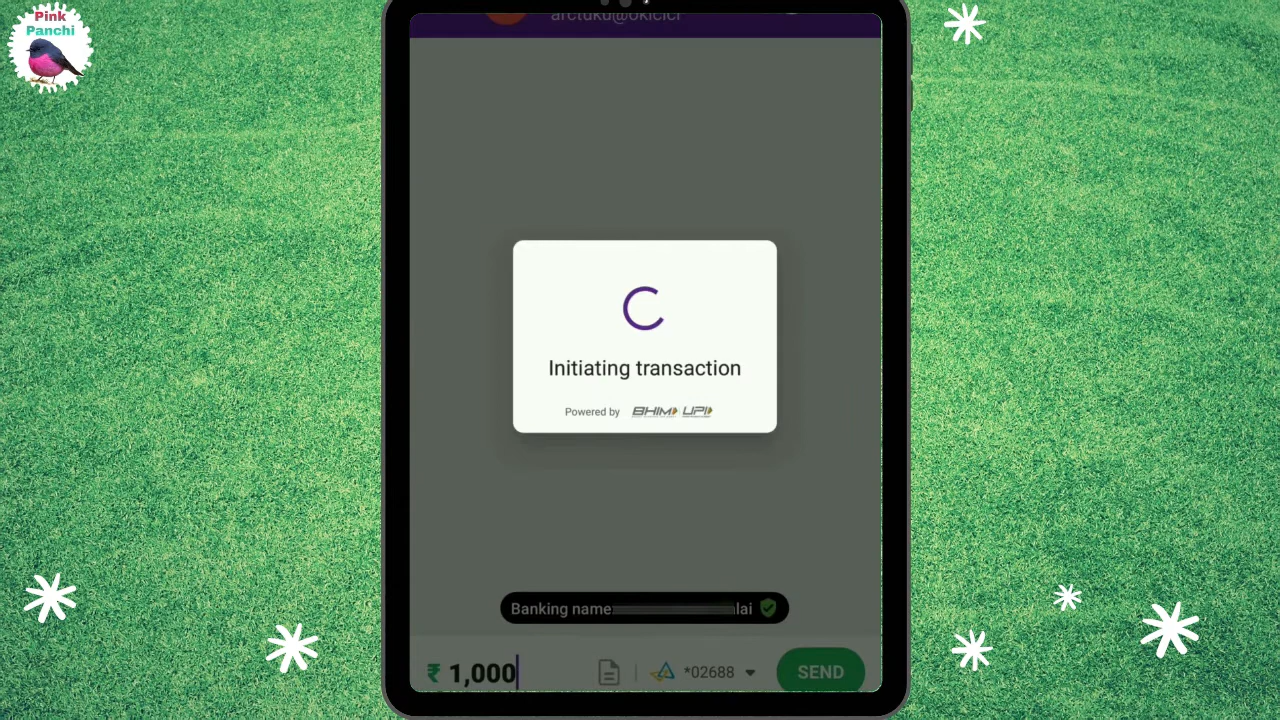 Pink
Panchi
arctuku@okicici
Initiating transaction
Powered by BHIM UPI
Banking name: lai
₹ 1,000 *02688 SEND